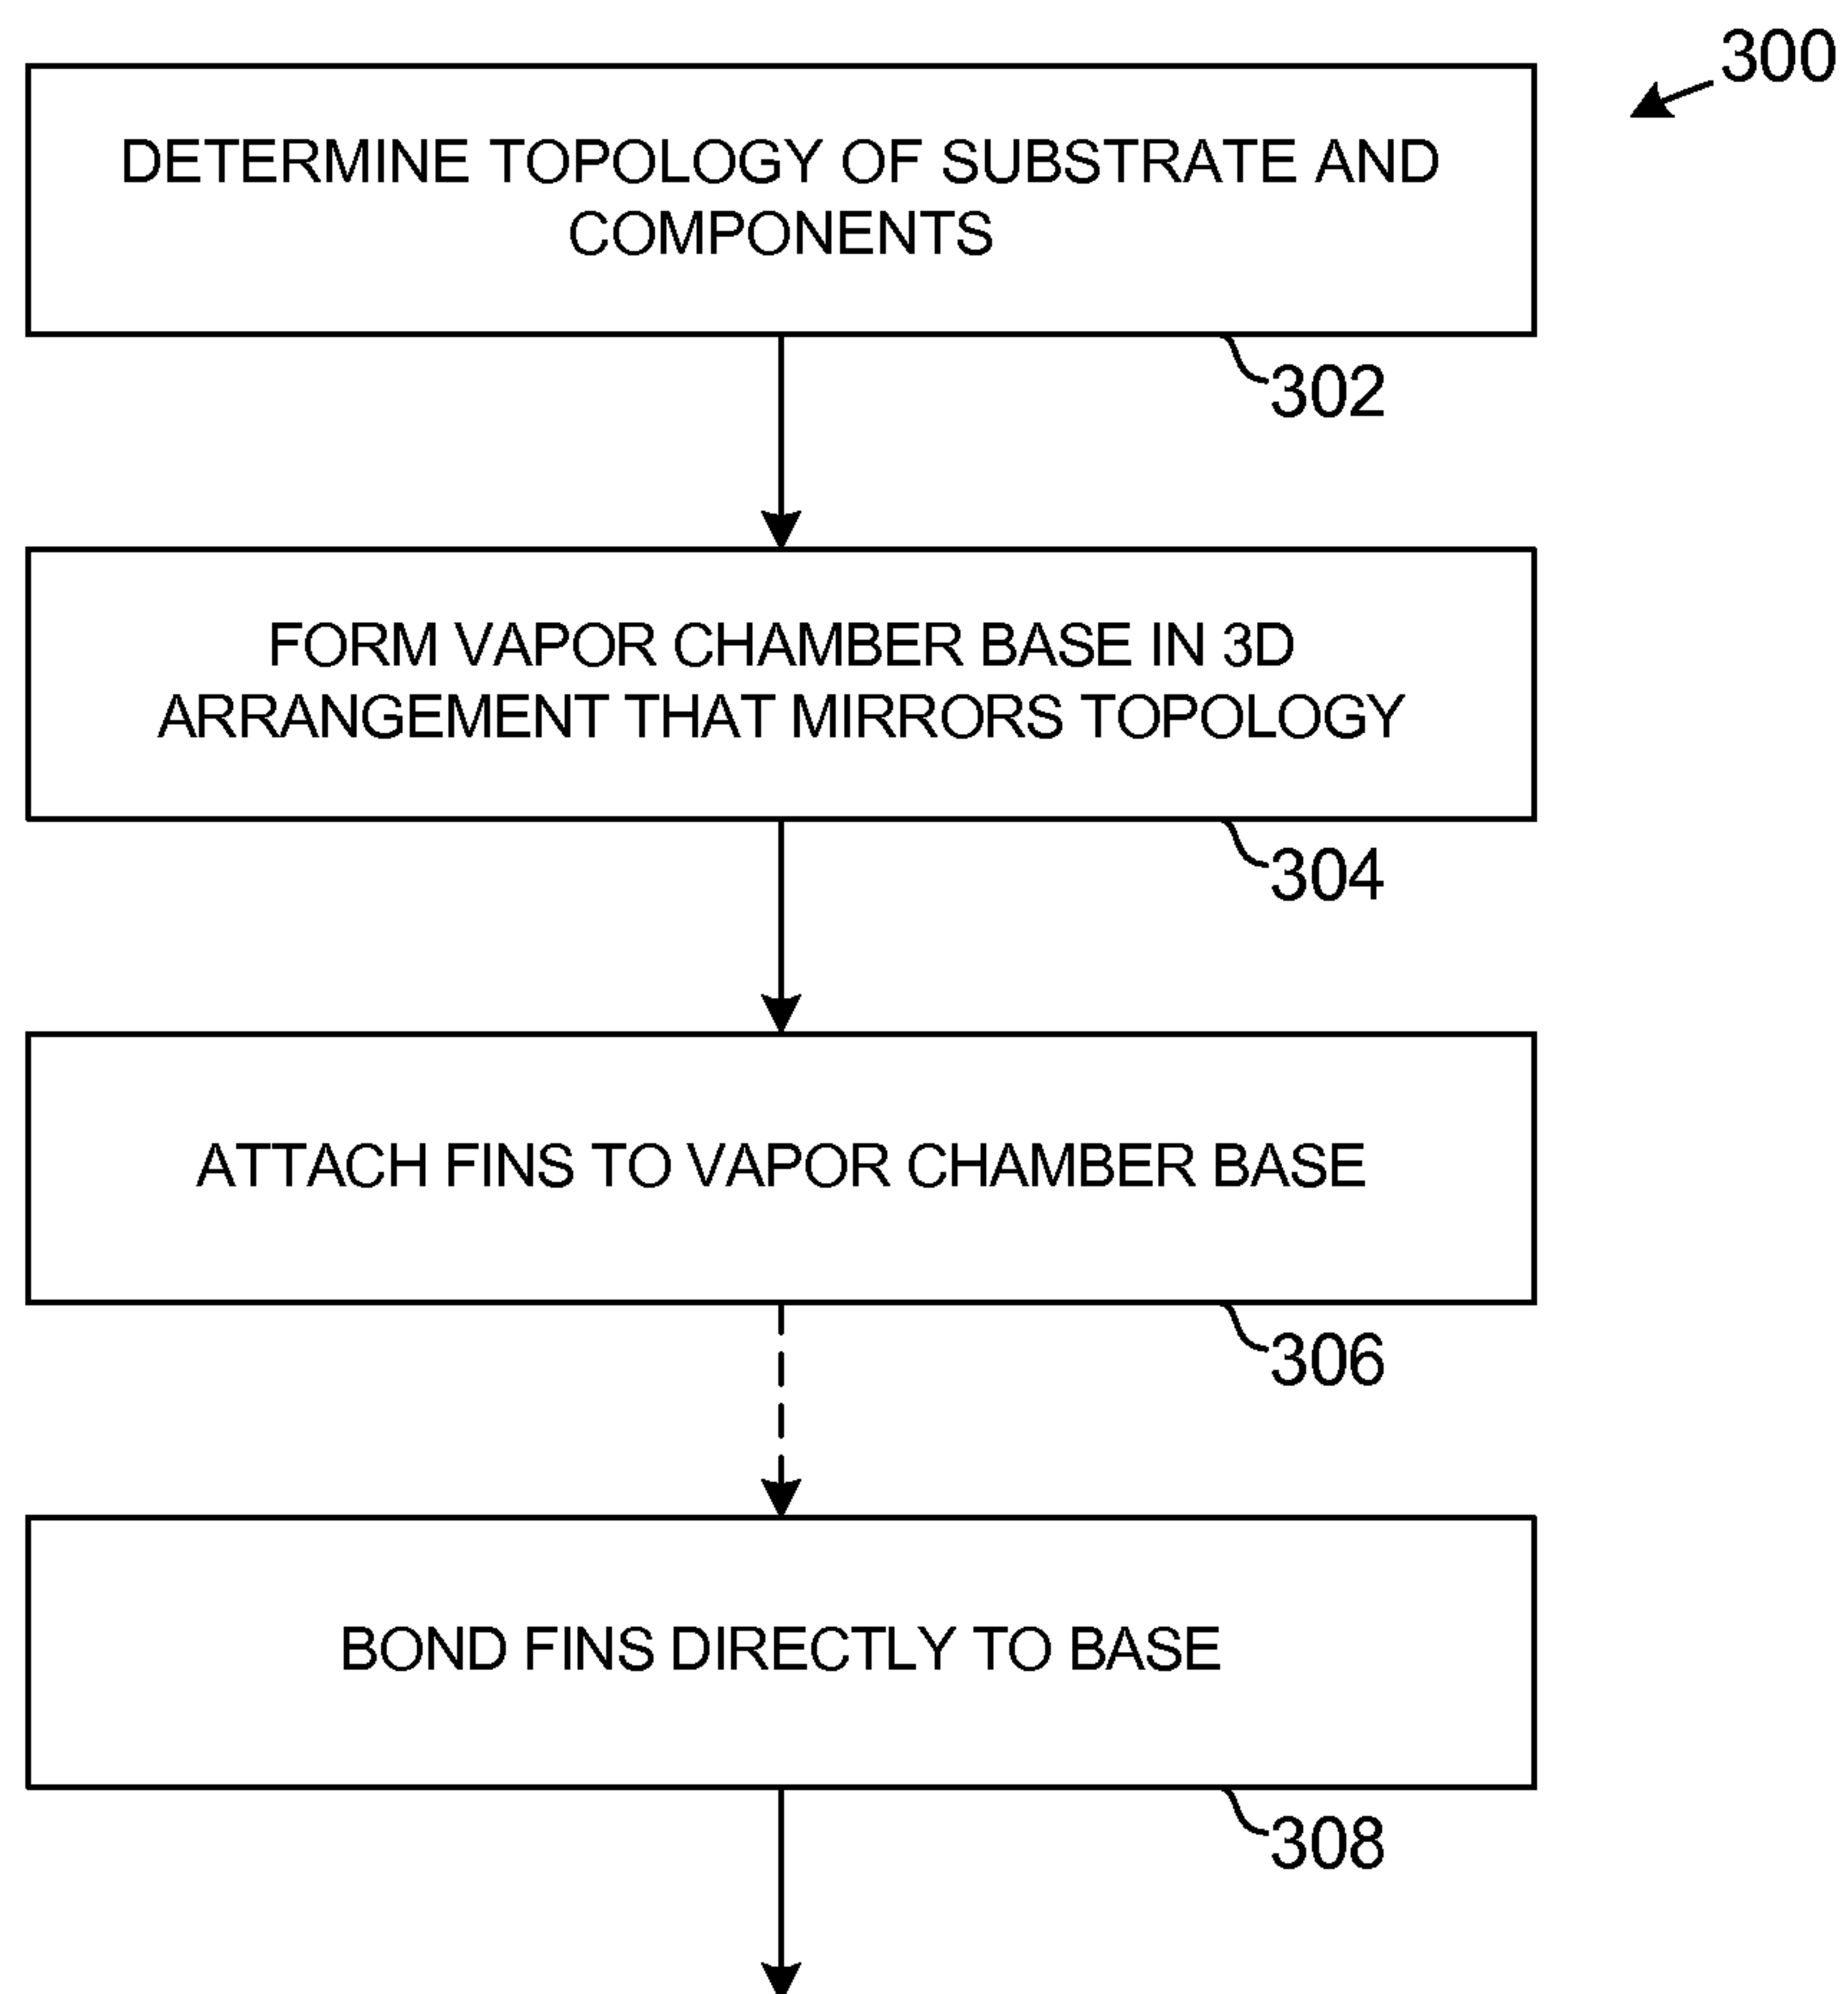 300
DETERMINE TOPOLOGY OF SUBSTRATE AND
COMPONENTS
302
FORM VAPOR CHAMBER BASE IN 3D
ARRANGEMENT THAT MIRRORS TOPOLOGY
304
ATTACH FINS TO VAPOR CHAMBER BASE
306
BOND FINS DIRECTLY TO BASE
308